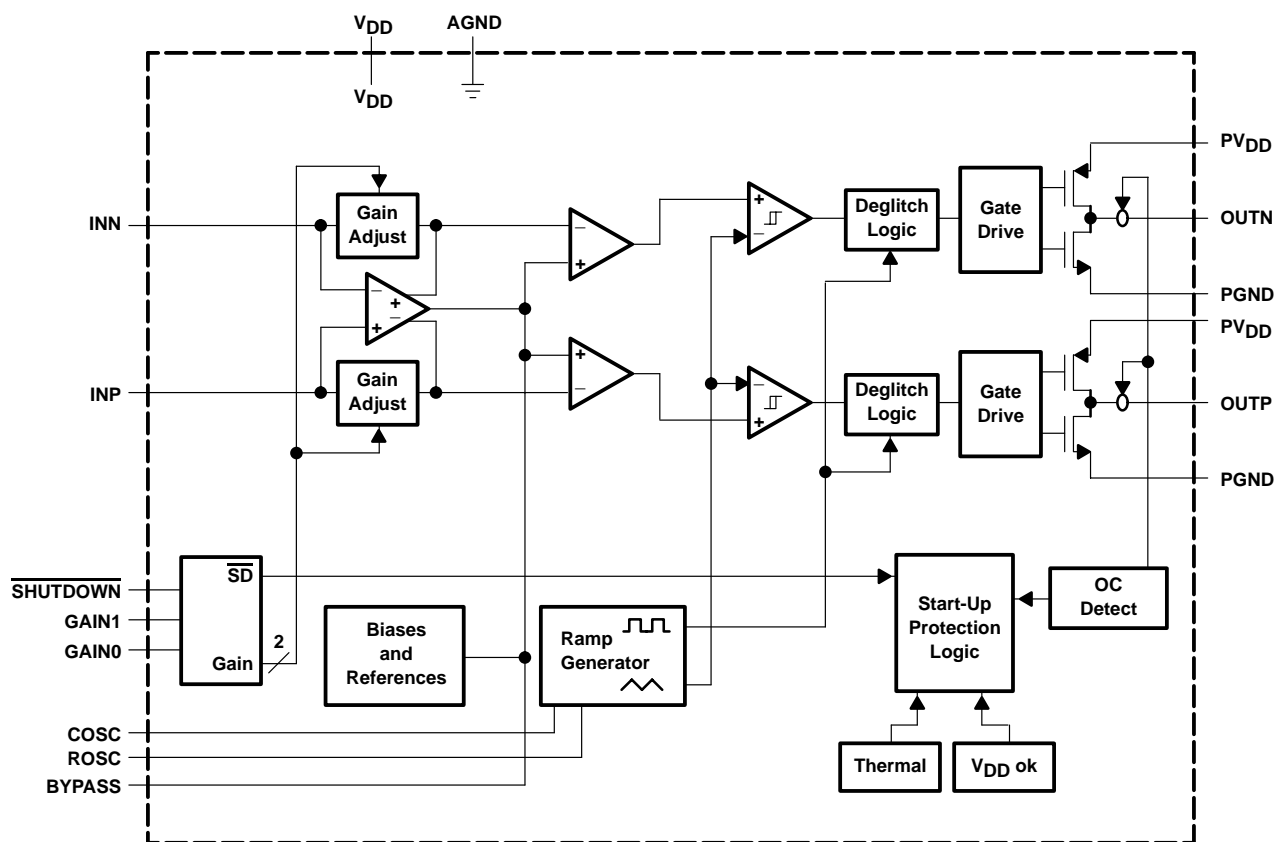 VDD AGND
VDD
PVDD
INN
Gain
Adjust
−
+
+
−
Deglitch
Logic
Gate
Drive
OUTN
−
+
+
−
PGND
PVDD
INP
Gain
Adjust
+
−
−
+
Deglitch
Logic
Gate
Drive
OUTP
PGND
SHUTDOWN
GAIN1
GAIN0
SD
2
Gain
Biases
and
References
Ramp
Generator
Start-Up
Protection
Logic
OC
Detect
COSC
ROSC
BYPASS
Thermal
VDD ok